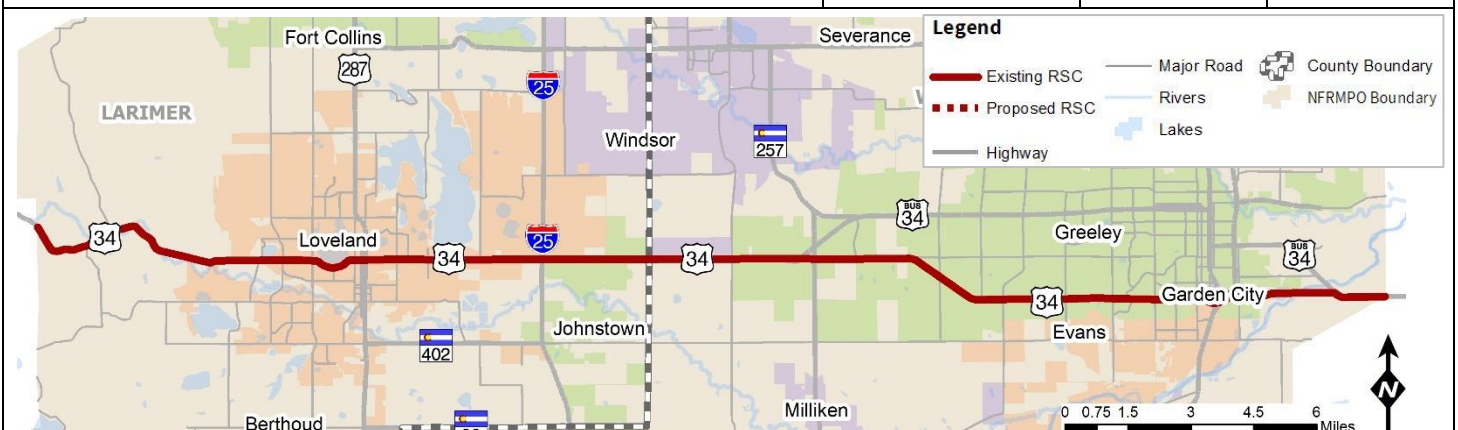 Legend
Existing RSC
Proposed RSC
Highway
Major Road
Rivers
Lakes
County Boundary
NFRMPO Boundary
Fort Collins
Severance
287
25
LARIMER
Windsor
257
BUS
34
34
Loveland
34
25
34
Greeley
BUS
34
34
Garden City
Johnstown
Evans
402
Berthoud
Milliken
N
0 0.75 1.5 3 4.5 6
Miles